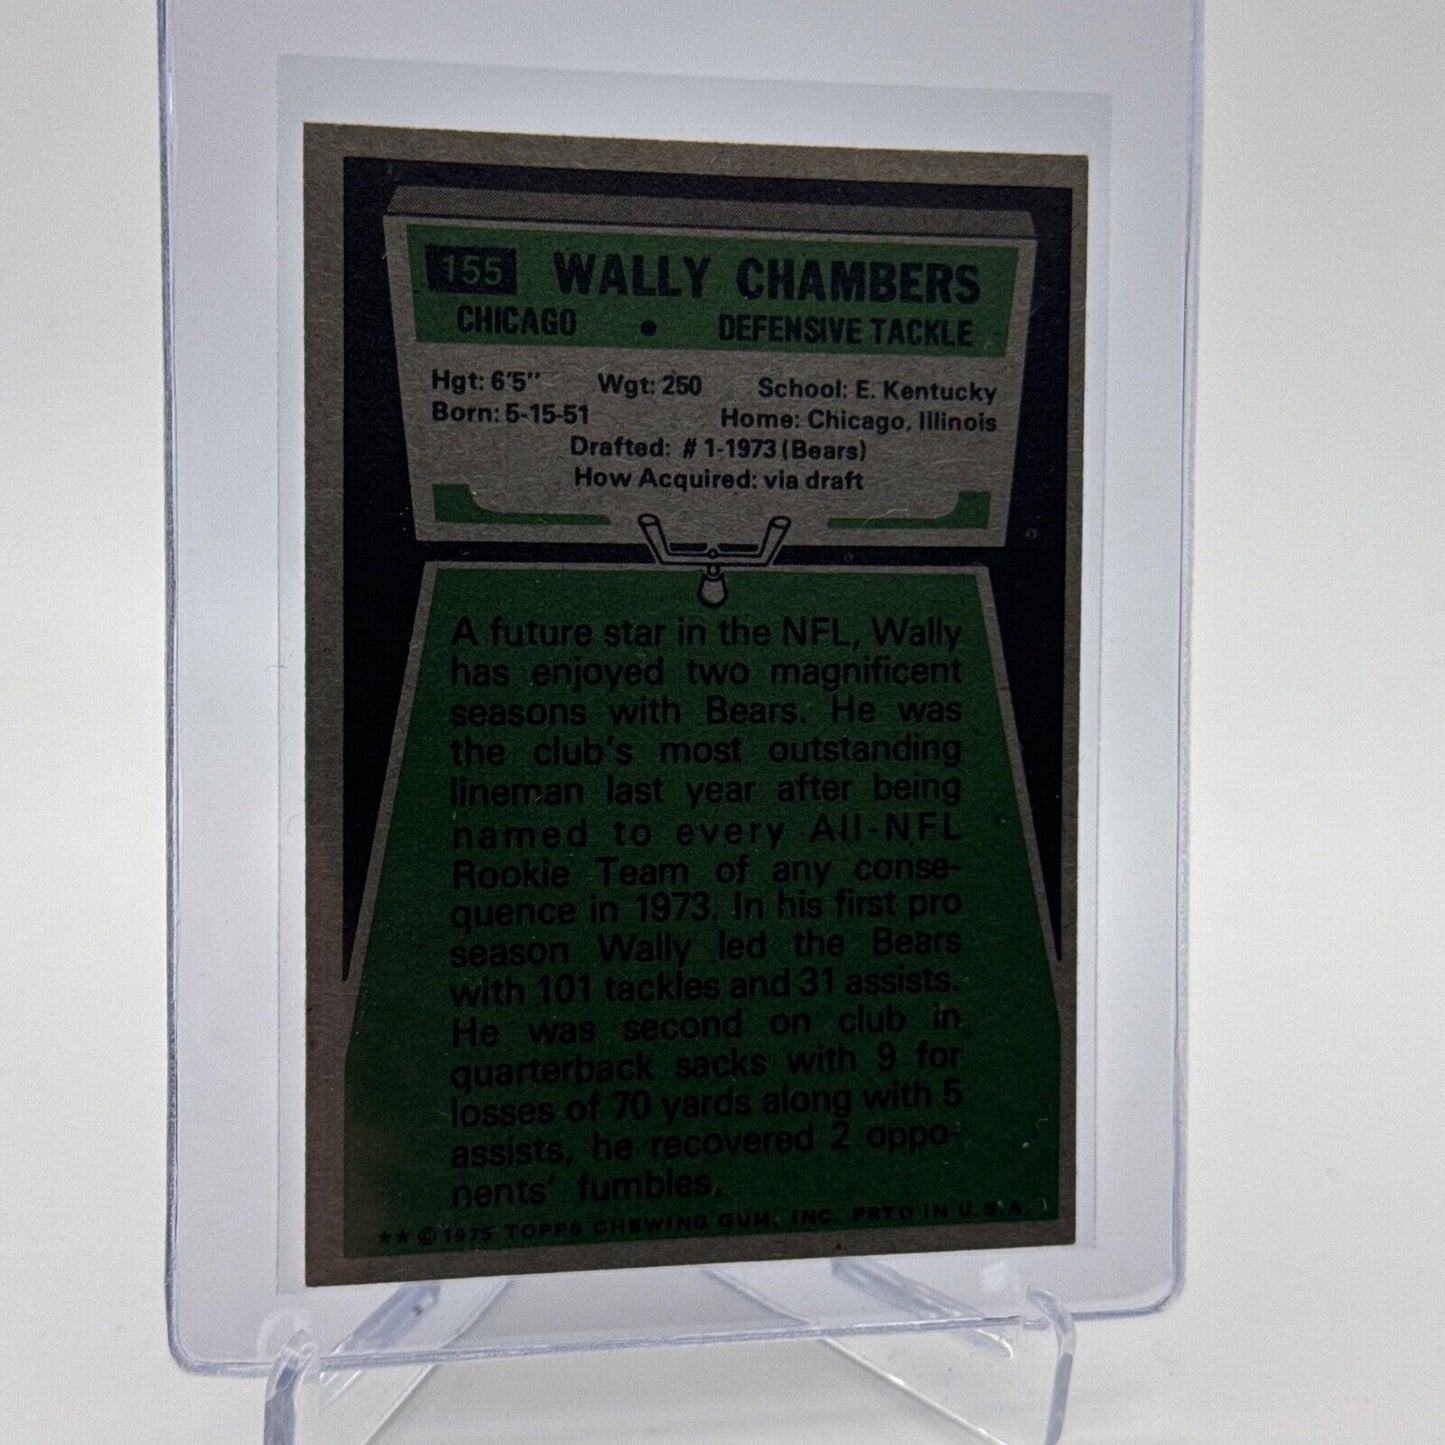 155 WALLY CHAMBERS
CHICAGO • DEFENSIVE TACKLE
Hgt: 6'5" Wgt: 250 School: E. Kentucky
Born: 5-15-51 Home: Chicago, Illinois
Drafted: #1-1973 (Bears)
How Acquired: via draft
A future star in the NFL, Wally
has enjoyed two magnificent
seasons with Bears. He was
the club's most outstanding
lineman last year after being
named to every All-NFL
Rookie Team of any conse-
quence in 1973. In his first pro
season Wally led the Bears
with 101 tackles and 31 assists.
He was second on club in
quarterback sacks with 9 for
losses of 70 yards along with 5
assists, he recovered 2 oppo-
nents' fumbles.
** © 1975 TOPPS CHEWING GUM, INC. PRTD IN U.S.A.